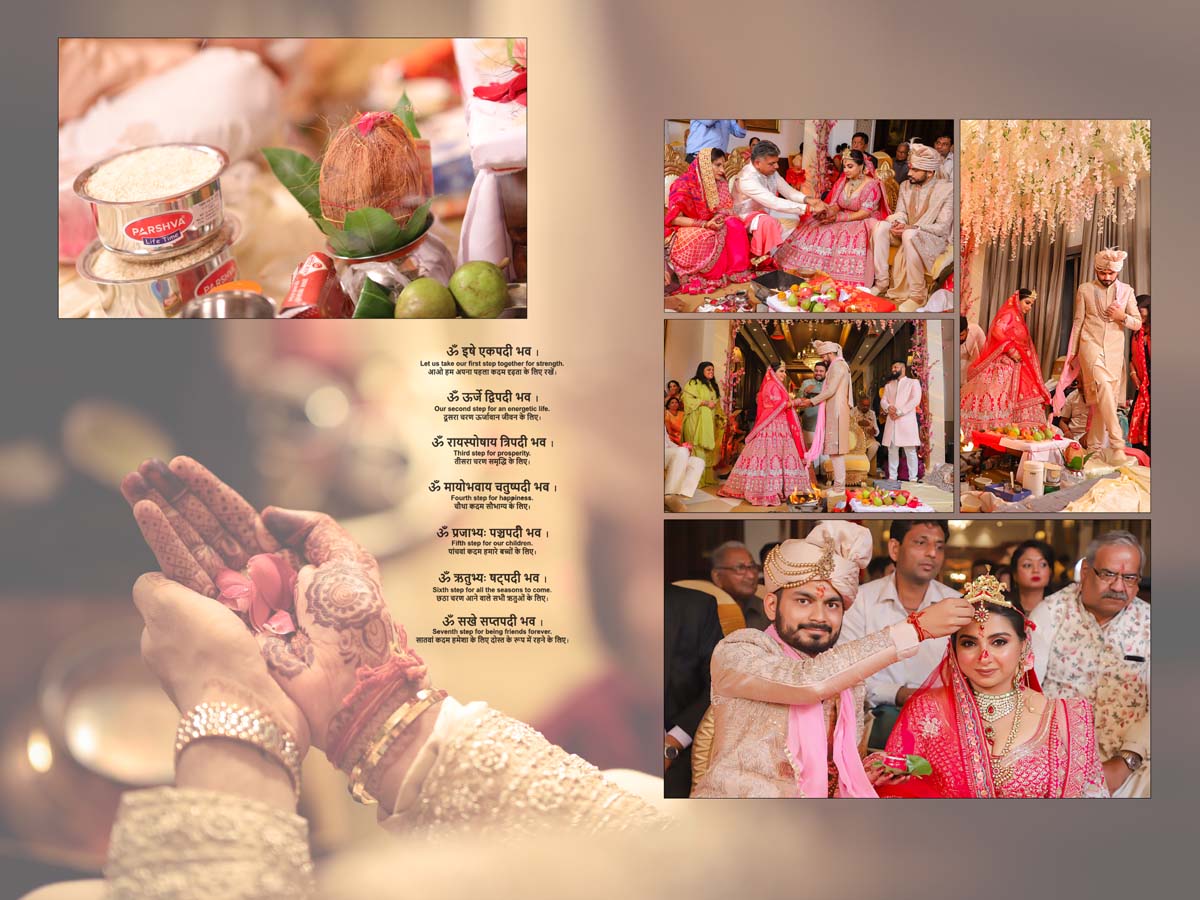 PARSHVA
Life Time
ॐ इषे एकपदी भव ।
Let us take our first step together for strength.
आओ हम अपना पहला कदम दृढ़ता के लिए रखें।
ॐ ऊर्जे द्विपदी भव ।
Our second step for an energetic life.
दूसरा चरण ऊर्जावान जीवन के लिए।
ॐ रायस्पोषाय त्रिपदी भव ।
Third step for prosperity.
तीसरा चरण समृद्धि के लिए।
ॐ मायोभवाय चतुष्पदी भव ।
Fourth step for happiness.
चौथा कदम सौभाग्य के लिए।
ॐ प्रजाभ्यः पञ्चपदी भव ।
Fifth step for our children.
पांचवां कदम हमारे बच्चों के लिए।
ॐ ऋतुभ्यः षट्पदी भव ।
Sixth step for all the seasons to come.
छठा चरण आने वाले सभी ऋतुओं के लिए।
ॐ सखे सप्तपदी भव ।
Seventh step for being friends forever.
सातवां कदम हमेशा के लिए दोस्त के रूप में रहने के लिए।